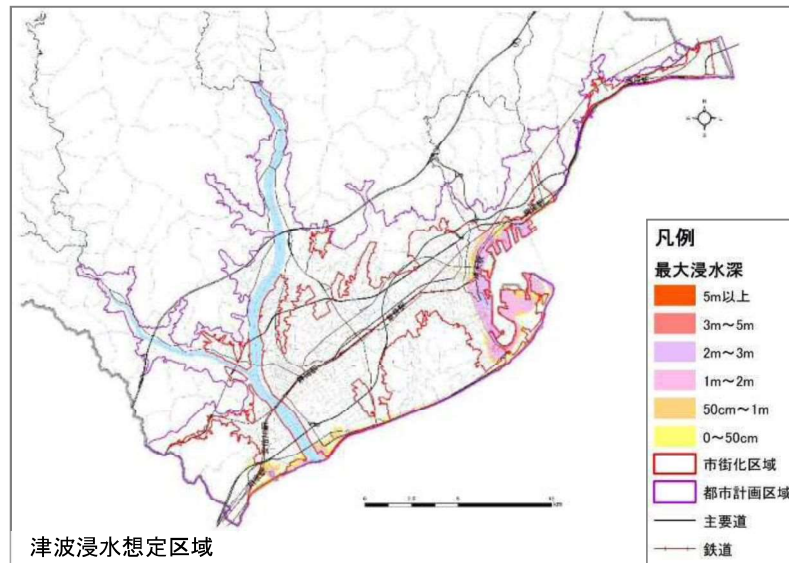 凡例
最大浸水深
5m以上
3m～5m
2m～3m
1m～2m
50cm～1m
0～50cm
市街化区域
都市計画区域
主要道
鉄道
津波浸水想定区域